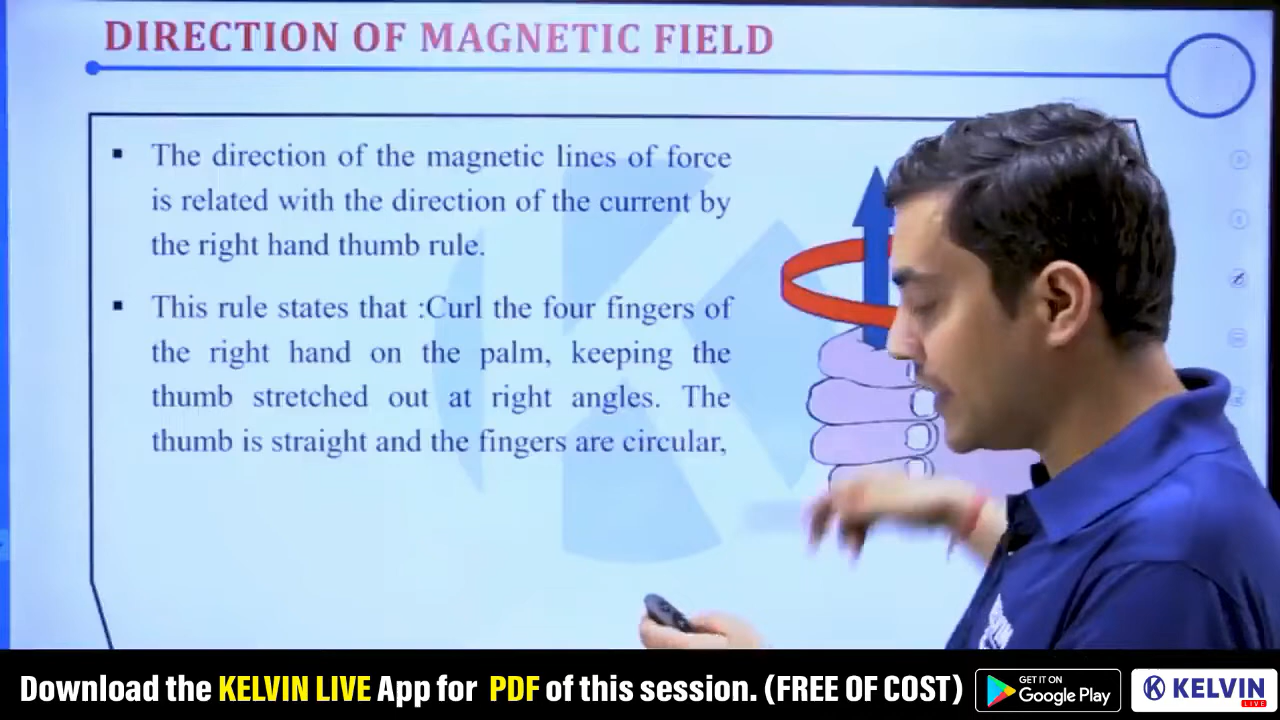 DIRECTION OF MAGNETIC FIELD
▪ The direction of the magnetic lines of force
is related with the direction of the current by
the right hand thumb rule.
▪ This rule states that :Curl the four fingers of
the right hand on the palm, keeping the
thumb stretched out at right angles. The
thumb is straight and the fingers are circular,
Download the KELVIN LIVE App for PDF of this session. (FREE OF COST)
GET IT ON
Google Play
KELVIN
LIVE